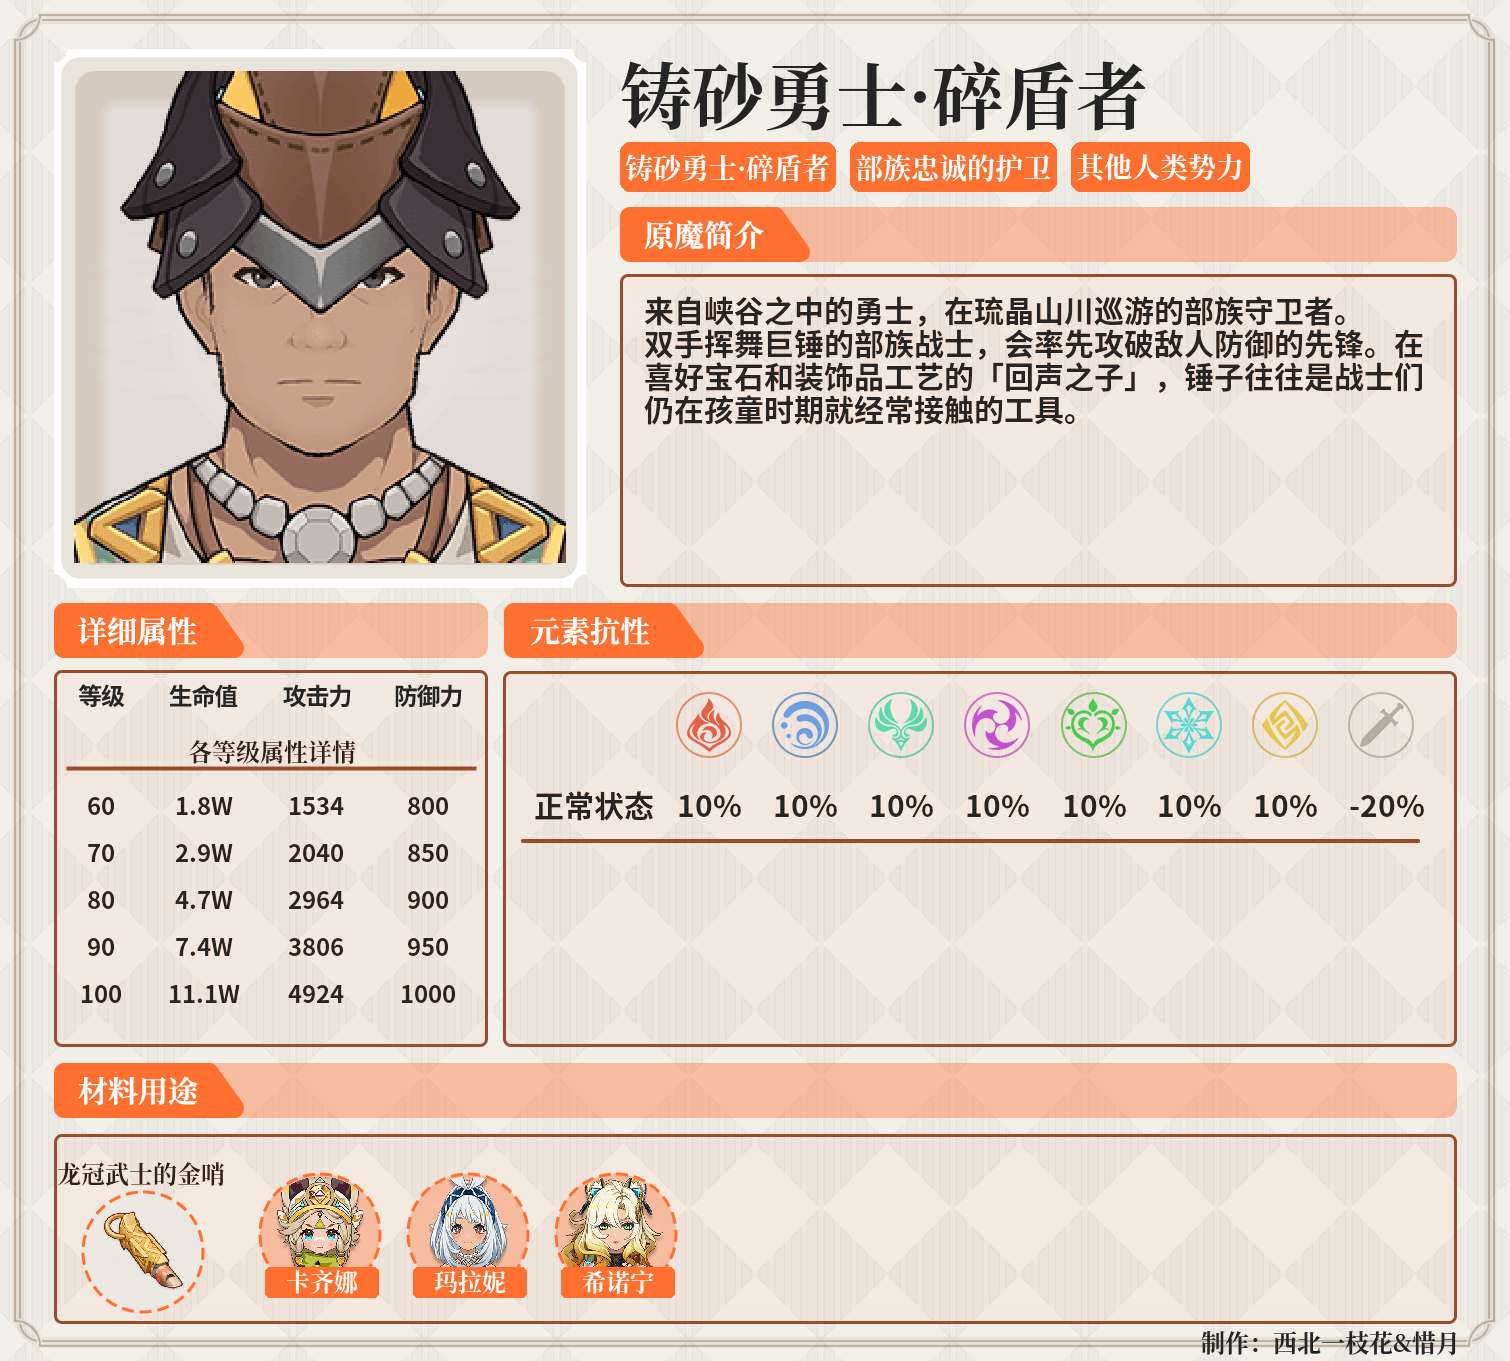 铸砂勇士·碎盾者
铸砂勇士·碎盾者 部族忠诚的护卫 其他人类势力
原魔简介
来自峡谷之中的勇士，在琉晶山川巡游的部族守卫者。
双手挥舞巨锤的部族战士，会率先攻破敌人防御的先锋。在
喜好宝石和装饰品工艺的「回声之子」，锤子往往是战士们
仍在孩童时期就经常接触的工具。
详细属性
等级 生命值 攻击力 防御力
各等级属性详情
60 1.8W 1534 800
70 2.9W 2040 850
80 4.7W 2964 900
90 7.4W 3806 950
100 11.1W 4924 1000
元素抗性
正常状态 10% 10% 10% 10% 10% 10% 10% -20%
材料用途
龙冠武士的金哨
卡齐娜 玛拉妮 希诺宁
制作：西北一枝花&惜月